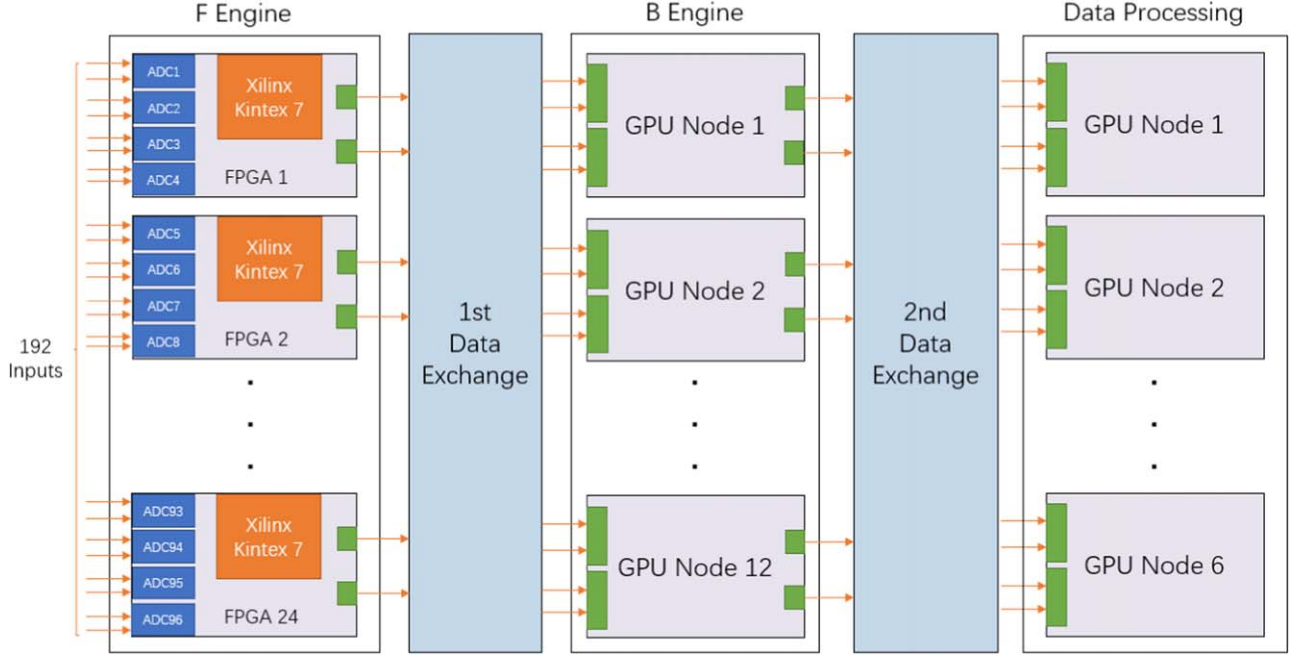 F Engine
B Engine
Data Processing
192
Inputs
ADC1
ADC2
ADC3
ADC4
Xilinx
Kintex 7
FPGA 1
ADC5
ADC6
ADC7
ADC8
Xilinx
Kintex 7
FPGA 2
ADC93
ADC94
ADC95
ADC96
Xilinx
Kintex 7
FPGA 24
1st
Data
Exchange
GPU Node 1
GPU Node 2
GPU Node 12
2nd
Data
Exchange
GPU Node 1
GPU Node 2
GPU Node 6